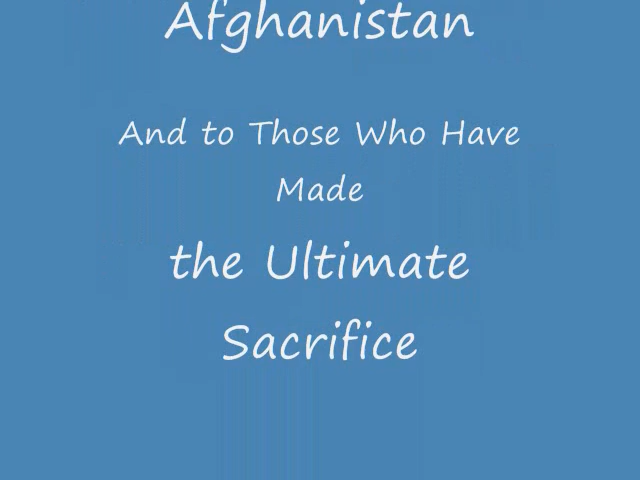 Afghanistan
And to Those Who Have
Made
the Ultimate
Sacrifice